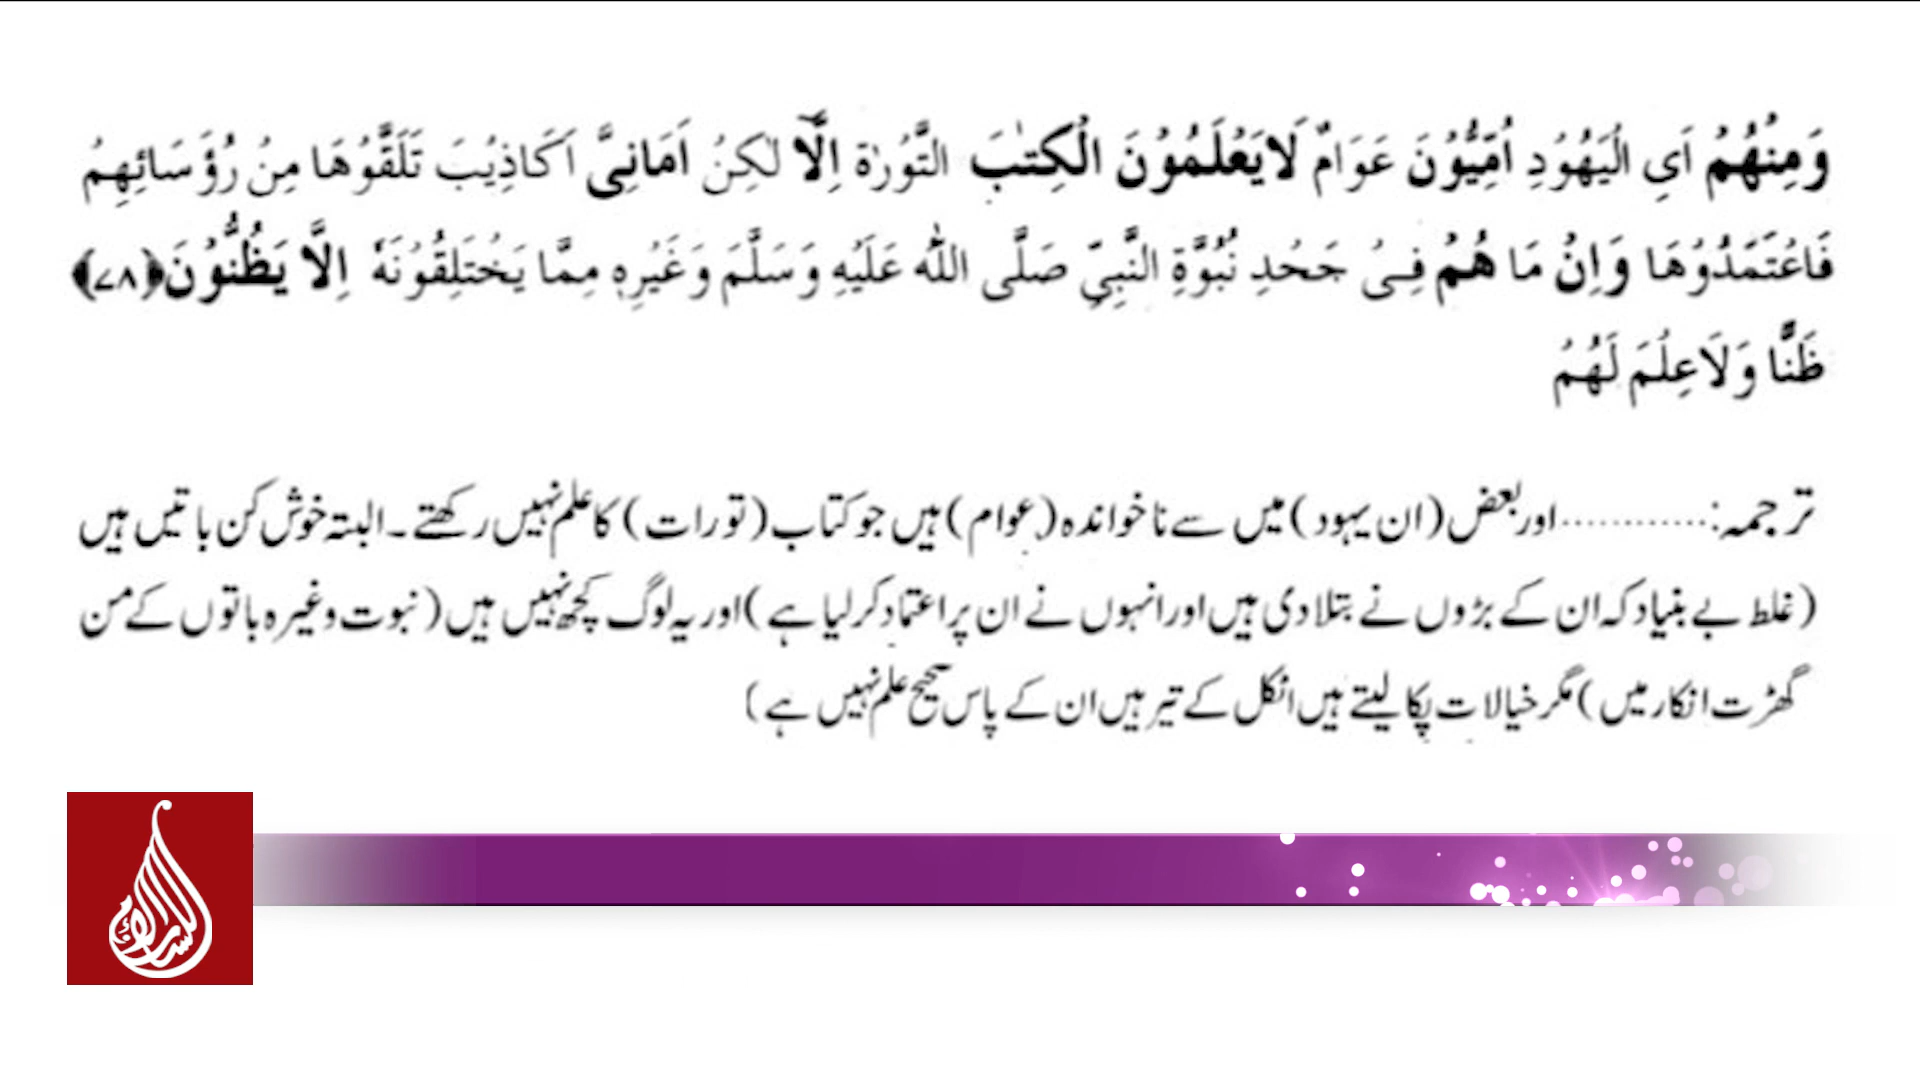 وَمِنْهُمْ اَيِ الْيَهُوْدِ اُمِّيُّوْنَ عَوَامٌ لَايَعْلَمُوْنَ الْكِتٰبَ التَّوْرٰةَ اِلَّآ لٰكِنْ اَمَانِىَّ اَكَاذِيْبَ تَلَقَّوْهَا مِنْ رُؤَسَائِهِمْ
فَاعْتَمَدُوْهَا وَاِنْ مَا هُمْ فِىْ جَحْدِ نُبُوَّةِ النَّبِيِّ صَلَّى اللّٰهُ عَلَيْهِ وَسَلَّمَ وَغَيْرِهٖ مِمَّا يَخْتَلِقُوْنَهٗ اِلَّا يَظُنُّوْنَ ﴿۷۸﴾
ظَنًّا وَلَاعِلْمَ لَهُمْ
ترجمہ:............اور بعض (ان یہود) میں سے ناخواندہ (عوام) ہیں جو کتاب (تورات) کا علم نہیں رکھتے۔ البتہ خوش کن باتیں ہیں
(غلط بے بنیاد کہ ان کے بڑوں نے بتلا دی ہیں اور انہوں نے ان پر اعتماد کر لیا ہے) اور یہ لوگ کچھ نہیں ہیں (نبوت وغیرہ باتوں کے من
گھڑت انکار میں) مگر خیالات پکا لیتے ہیں اٹکل کے تیر ہیں ان کے پاس صحیح علم نہیں ہے)